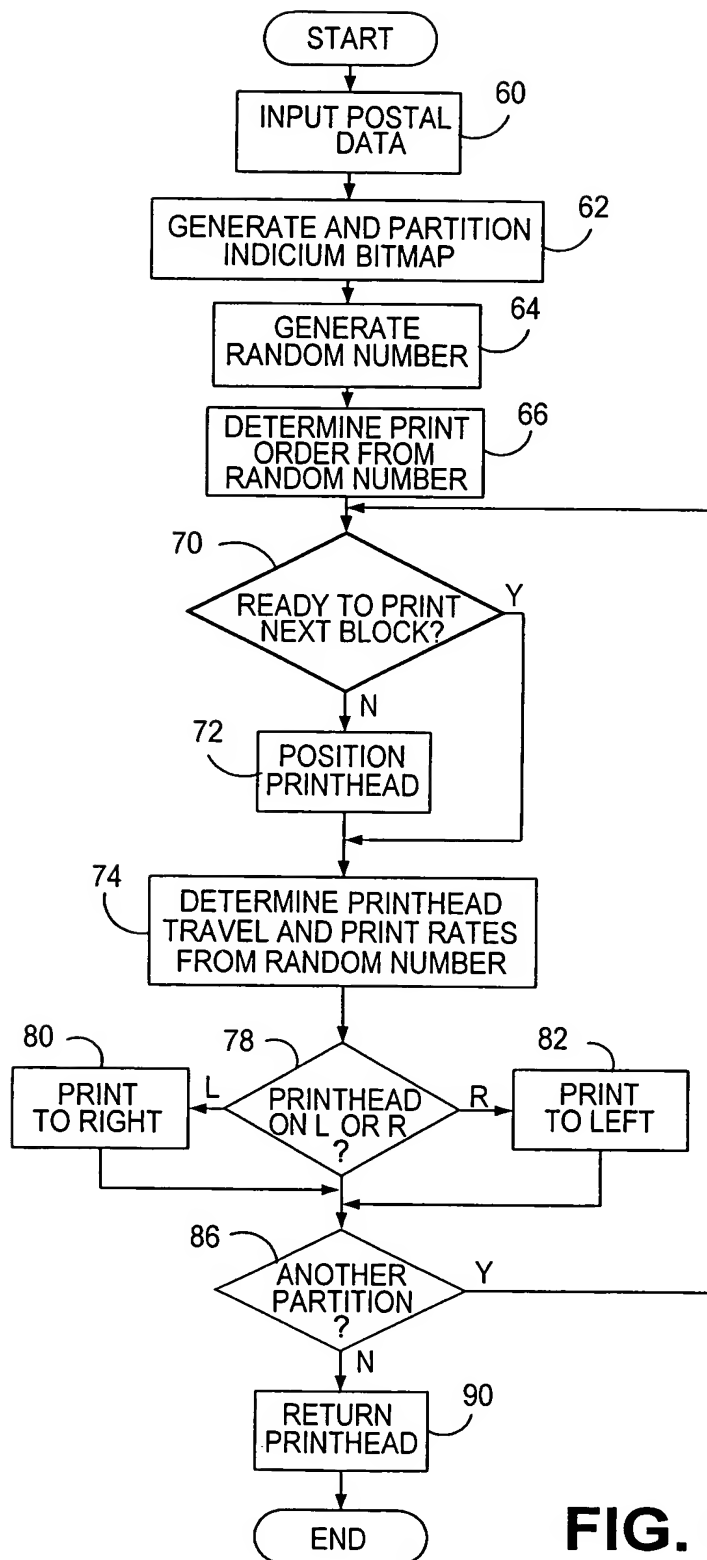 START
60
INPUT POSTAL
DATA
62
GENERATE AND PARTITION
INDICIUM BITMAP
64
GENERATE
RANDOM NUMBER
66
DETERMINE PRINT
ORDER FROM
RANDOM NUMBER
70
READY TO PRINT
NEXT BLOCK?
Y
N
72
POSITION
PRINTHEAD
74
DETERMINE PRINTHEAD
TRAVEL AND PRINT RATES
FROM RANDOM NUMBER
80
PRINT
TO RIGHT
78
L
PRINTHEAD
ON L OR R
?
R
82
PRINT
TO LEFT
86
ANOTHER
PARTITION
?
Y
N
90
RETURN
PRINTHEAD
END
FIG.